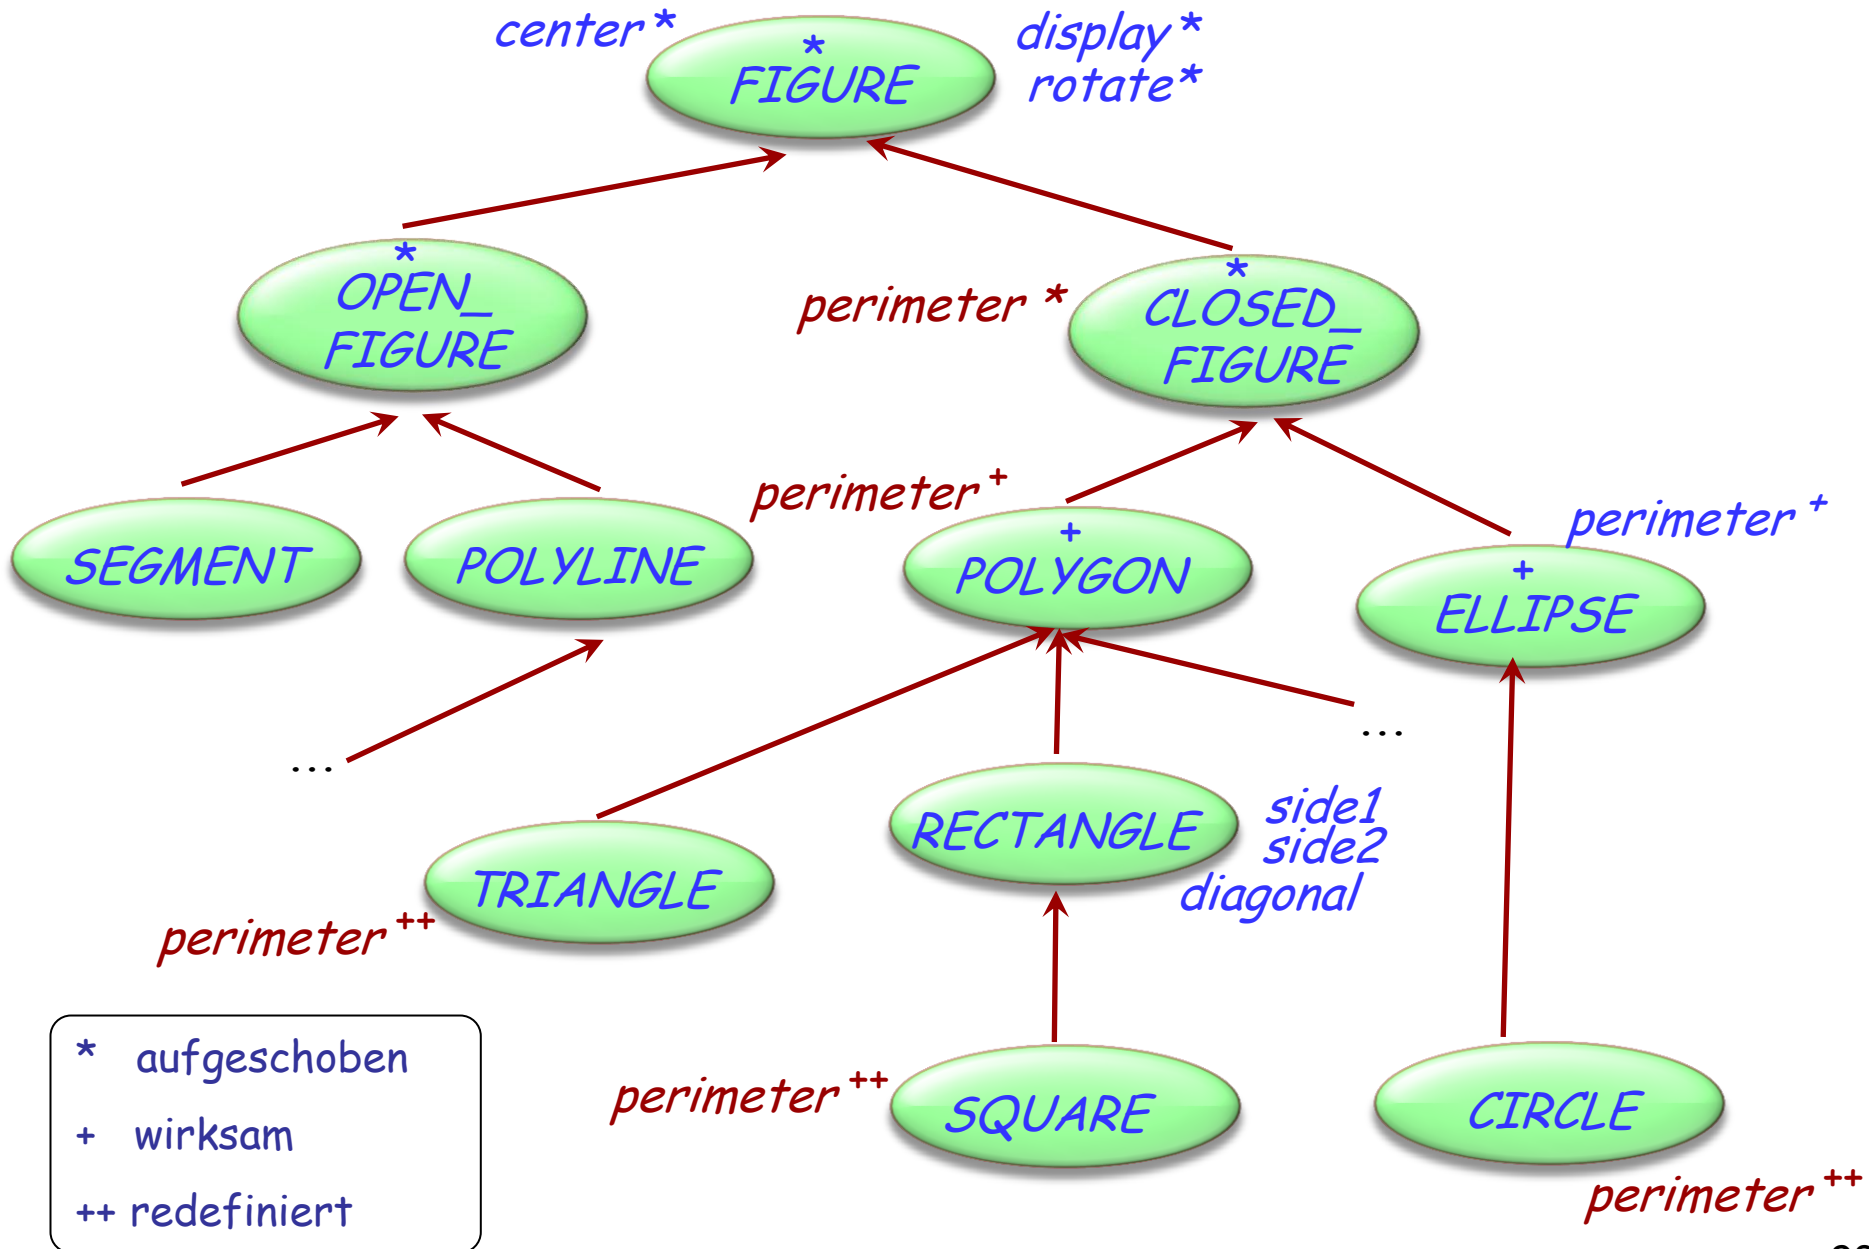 center *
display *
rotate *
*
FIGURE
*
OPEN_
FIGURE
perimeter *
*
CLOSED_
FIGURE
SEGMENT
POLYLINE
perimeter +
+
POLYGON
perimeter +
+
ELLIPSE
...
...
TRIANGLE
perimeter ++
RECTANGLE
side1
side2
diagonal
* aufgeschoben
+ wirksam
++ redefiniert
perimeter ++
SQUARE
CIRCLE
perimeter ++